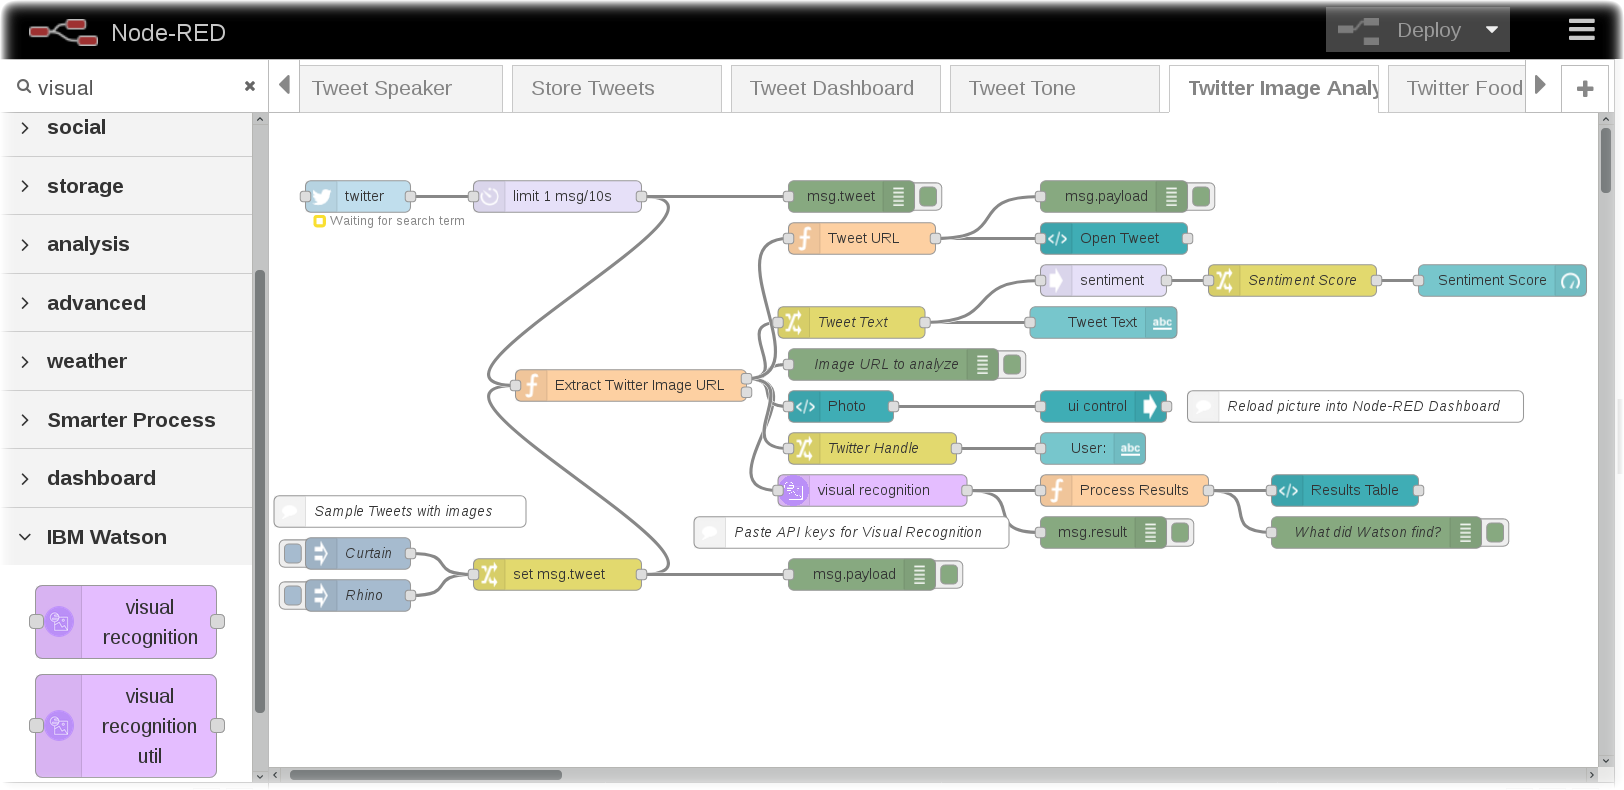 Node-RED
Deploy
visual
Tweet Speaker
Store Tweets
Tweet Dashboard
Tweet Tone
Twitter Image Analy
Twitter Food
social
storage
analysis
advanced
weather
Smarter Process
dashboard
IBM Watson
visual
recognition
visual
recognition
util
twitter
Waiting for search term
limit 1 msg/10s
msg.tweet
msg.payload
Tweet URL
Open Tweet
sentiment
Sentiment Score
Sentiment Score
Tweet Text
Tweet Text
abc
Image URL to analyze
Extract Twitter Image URL
Photo
ui control
Reload picture into Node-RED Dashboard
Twitter Handle
User:
abc
visual recognition
Process Results
Results Table
Sample Tweets with images
Paste API keys for Visual Recognition
msg.result
What did Watson find?
Curtain
set msg.tweet
msg.payload
Rhino